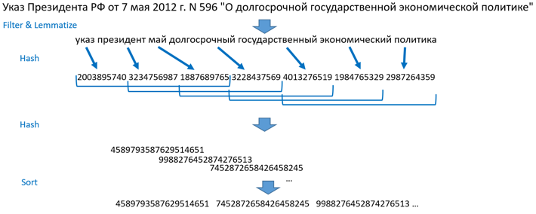 Указ Президента РФ от 7 мая 2012 г. N 596 "О долгосрочной государственной экономической политике"
Filter & Lemmatize
указ президент май долгосрочный государственный экономический политика
Hash
2003895740 3234756987 1887689765 3228437569 4013276519 1984765329 2987264359
Hash
4589793587629514651
9988276452874276513
7452872658426458245
...
Sort
4589793587629514651 7452872658426458245 9988276452874276513 ...